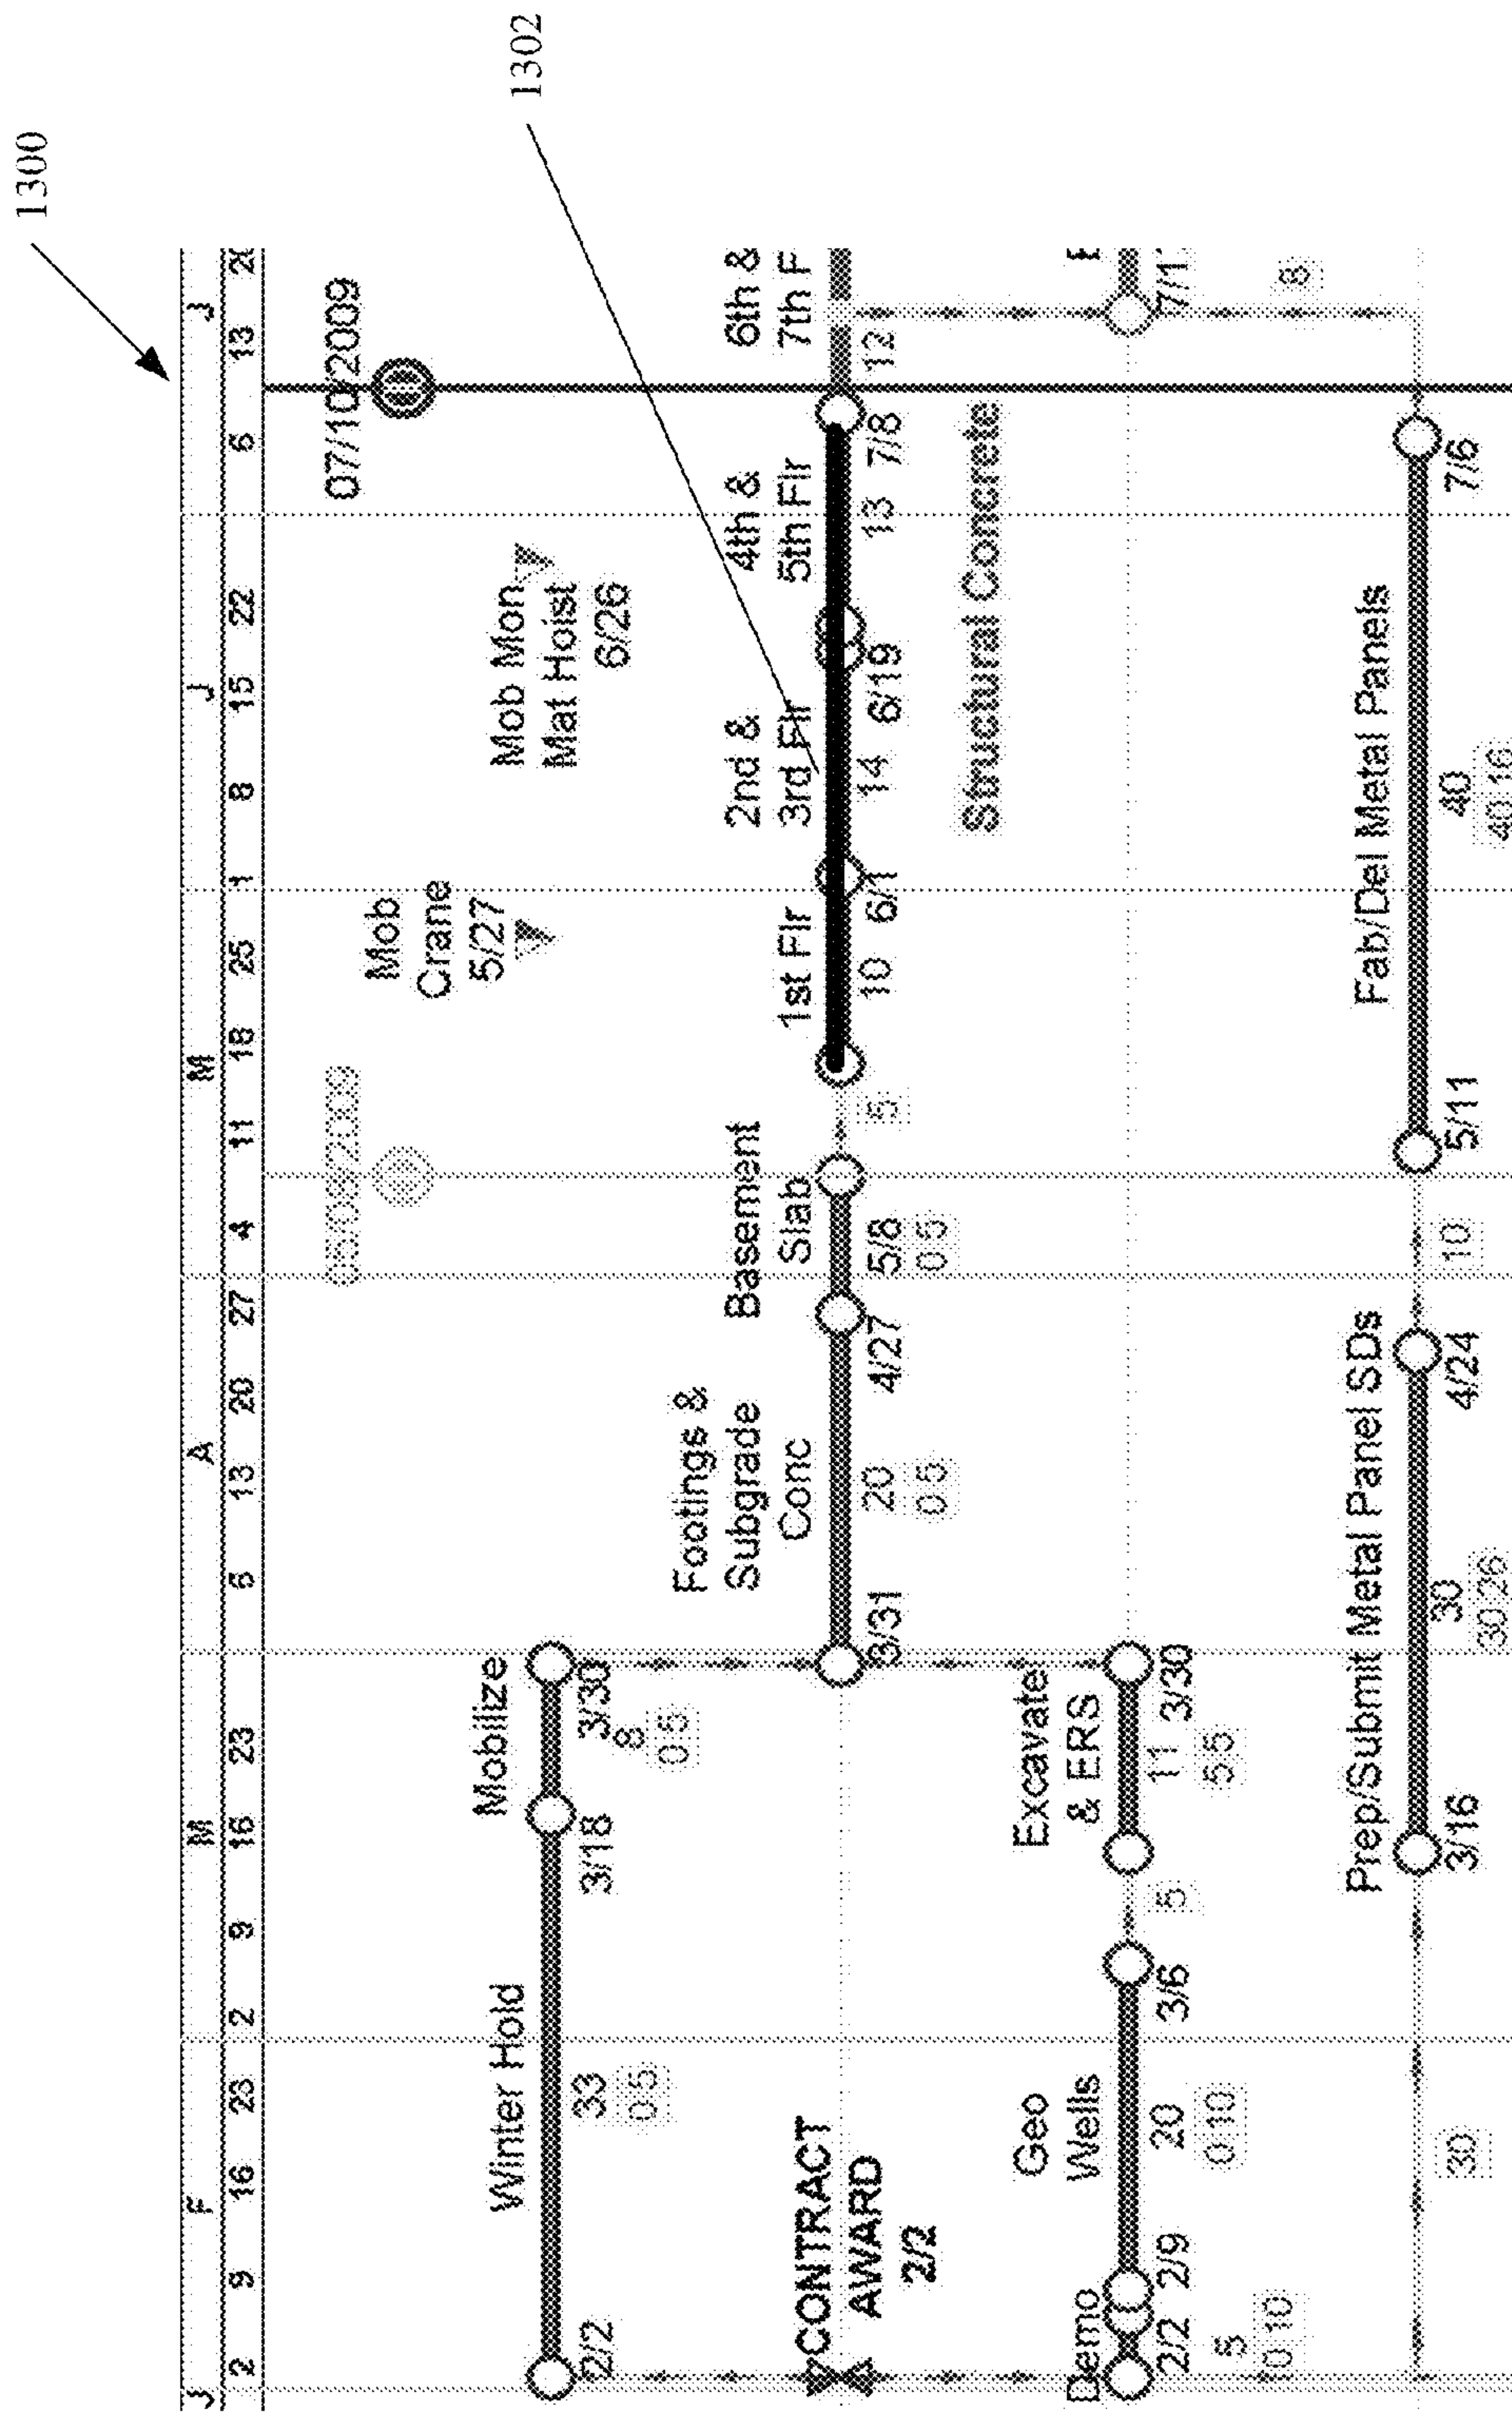 1300
1302
J F M A M J J
2 9 16 23 2 9 16 23 6 13 20 27 4 11 18 25 1 8 15 22 6 13
05/08/2009
07/10/2009
Mob
Crane
5/27
Mob Mon
Mat Hoist
6/26
Winter Hold
Mobilize
2/2
33
0 5
3/18
3/30
8
0 5
CONTRACT
AWARD
2/2
Footings &
Subgrade
Conc
3/31
20
0 5
4/27
Basement
Slab
5/8
0 5
5
1st Flr
10
6/1
2nd &
3rd Flr
14
6/19
4th &
5th Flr
13
7/8
6th &
7th F
12
Structural Concrete
Demo
2/2
5
0 10
2/9
Geo
Wells
20
0 10
3/6
5
Excavate
& ERS
11
5 5
3/30
8
30
Prep/Submit Metal Panel SDs
3/16
30
30 26
4/24
10
Fab/Del Metal Panels
5/11
40
40 16
7/6